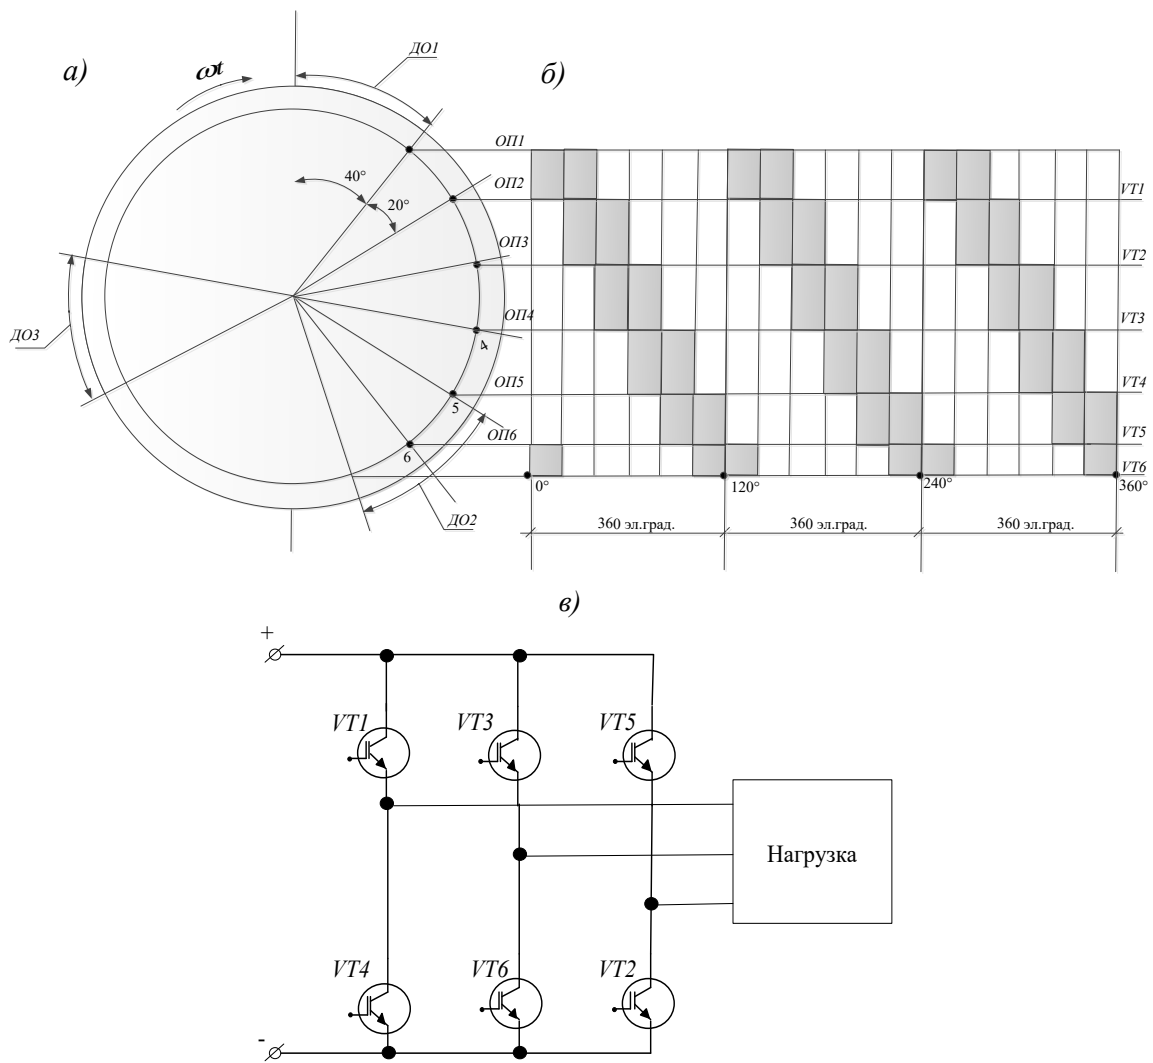 а)
ωt
ДО1
б)
ОП1
VT1
40°
ОП2
20°
VT2
ОП3
ДО3
ОП4
VT3
4
ОП5
VT4
5
ОП6
VT5
6
VT6
0°
120°
240°
360°
ДО2
360 эл.град.
360 эл.град.
360 эл.град.
в)
+
VT1
VT3
VT5
Нагрузка
VT4
VT6
VT2
-